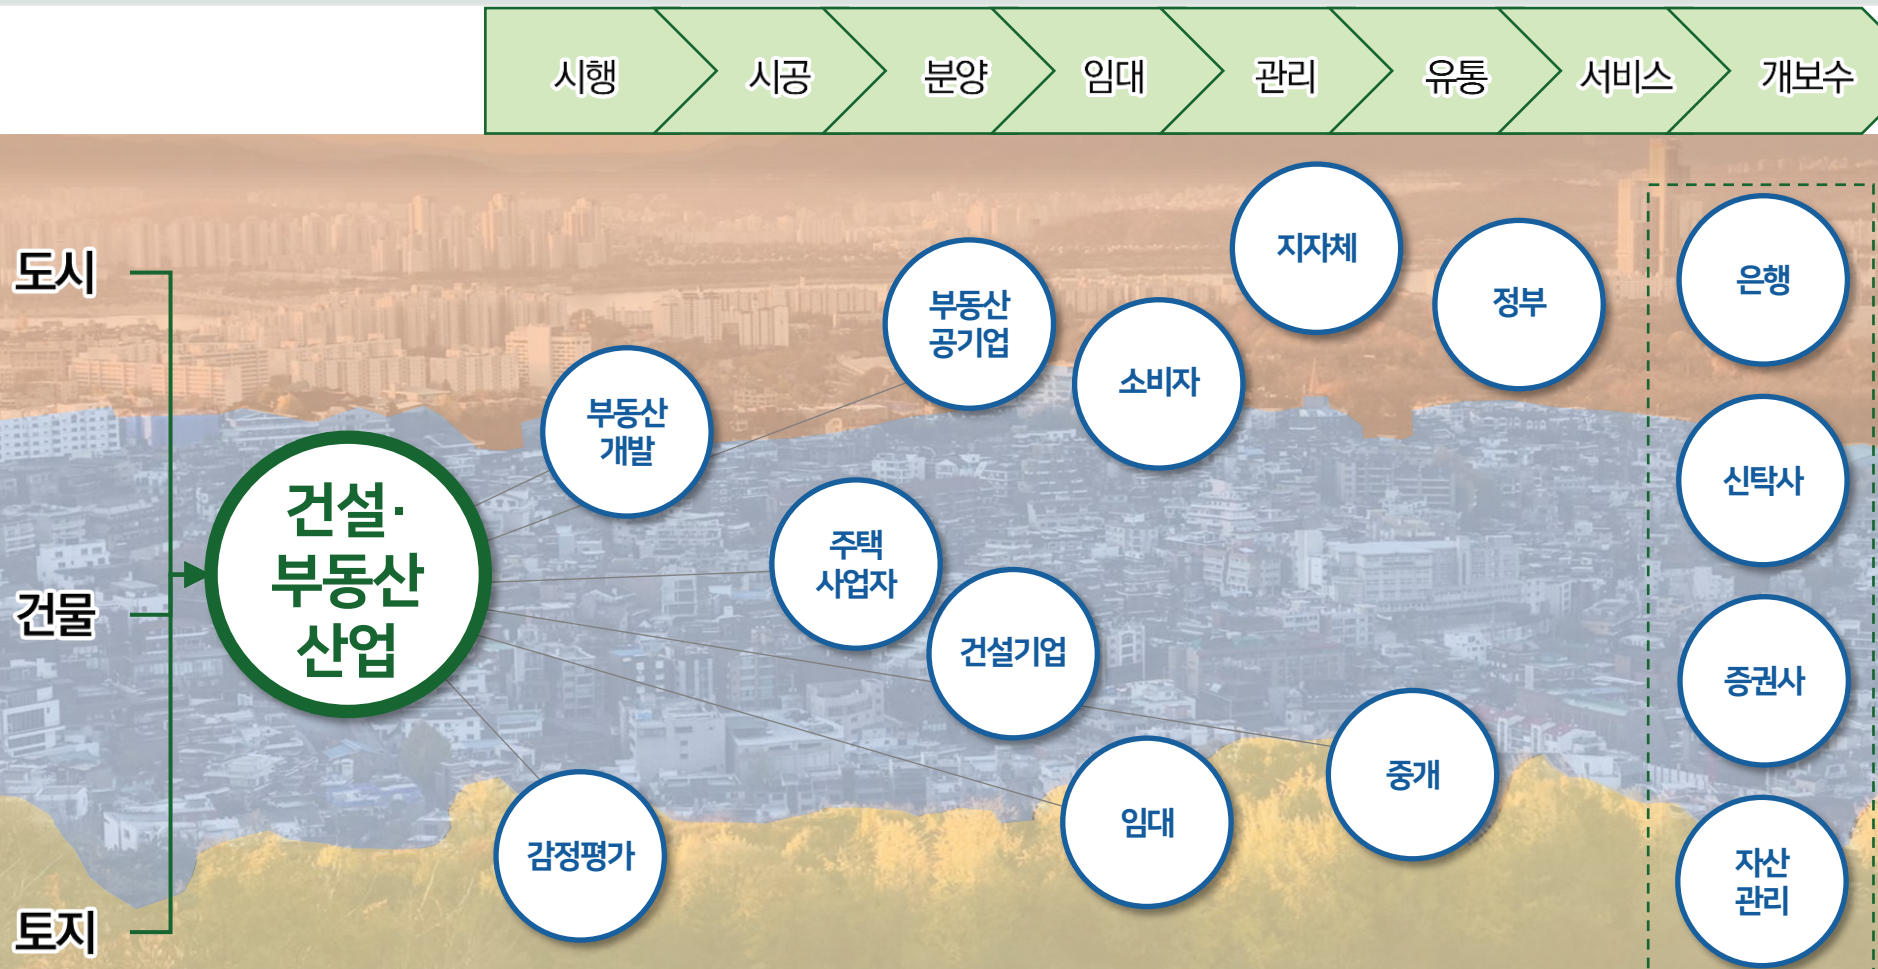 시행
시공
분양
임대
관리
유통
서비스
개보수
도시
건물
토지
건설·
부동산
산업
부동산
개발
부동산
공기업
소비자
지자체
정부
주택
사업자
건설기업
감정평가
임대
중개
은행
신탁사
증권사
자산
관리